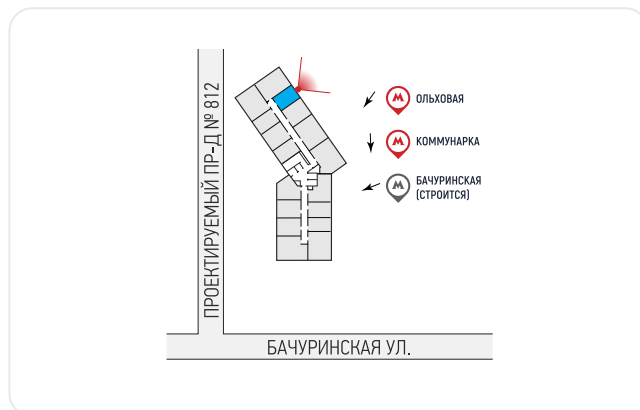 ПРОЕКТИРУЕМЫЙ ПР-Д № 812
М ОЛЬХОВАЯ
М КОММУНАРКА
М БАЧУРИНСКАЯ
(СТРОИТСЯ)
БАЧУРИНСКАЯ УЛ.